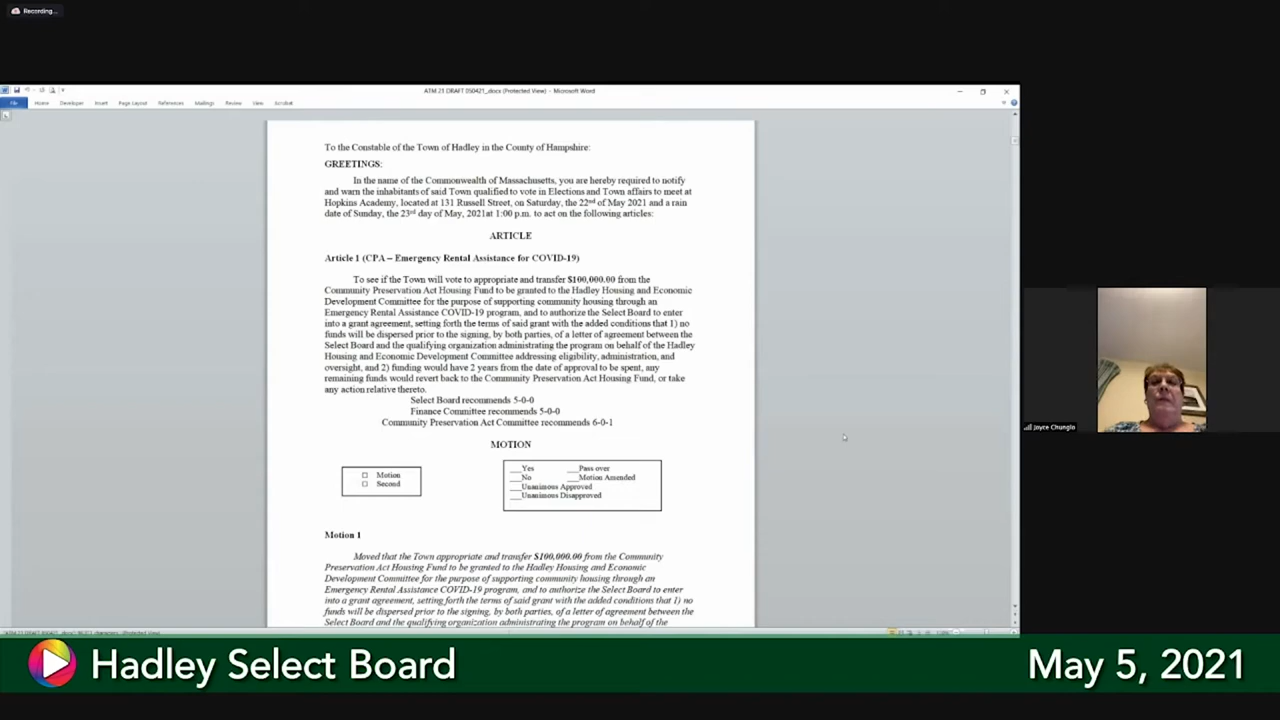 Recording...
ATM 21 DRAFT 050421_.docx (Protected View) - Microsoft Word
File Home Developer Insert Page Layout References Mailings Review View Acrobat
To the Constable of the Town of Hadley in the County of Hampshire:
GREETINGS:
In the name of the Commonwealth of Massachusetts, you are hereby required to notify
and warn the inhabitants of said Town qualified to vote in Elections and Town affairs to meet at
Hopkins Academy, located at 131 Russell Street, on Saturday, the 22nd of May 2021 and a rain
date of Sunday, the 23rd day of May, 2021at 1:00 p.m. to act on the following articles:
ARTICLE
Article 1 (CPA – Emergency Rental Assistance for COVID-19)
To see if the Town will vote to appropriate and transfer $100,000.00 from the
Community Preservation Act Housing Fund to be granted to the Hadley Housing and Economic
Development Committee for the purpose of supporting community housing through an
Emergency Rental Assistance COVID-19 program, and to authorize the Select Board to enter
into a grant agreement, setting forth the terms of said grant with the added conditions that 1) no
funds will be dispersed prior to the signing, by both parties, of a letter of agreement between the
Select Board and the qualifying organization administrating the program on behalf of the Hadley
Housing and Economic Development Committee addressing eligibility, administration, and
oversight, and 2) funding would have 2 years from the date of approval to be spent, any
remaining funds would revert back to the Community Preservation Act Housing Fund, or take
any action relative thereto.
Select Board recommends 5-0-0
Finance Committee recommends 5-0-0
Community Preservation Act Committee recommends 6-0-1
MOTION
☐ Motion
☐ Second
___Yes ___Pass over
___No ___Motion Amended
___Unanimous Approved
___Unanimous Disapproved
Motion 1
Moved that the Town appropriate and transfer $100,000.00 from the Community
Preservation Act Housing Fund to be granted to the Hadley Housing and Economic
Development Committee for the purpose of supporting community housing through an
Emergency Rental Assistance COVID-19 program, and to authorize the Select Board to enter
into a grant agreement, setting forth the terms of said grant with the added conditions that 1) no
funds will be dispersed prior to the signing, by both parties, of a letter of agreement between the
Select Board and the qualifying organization administrating the program on behalf of the
Joyce Chunglo
Hadley Select Board
May 5, 2021